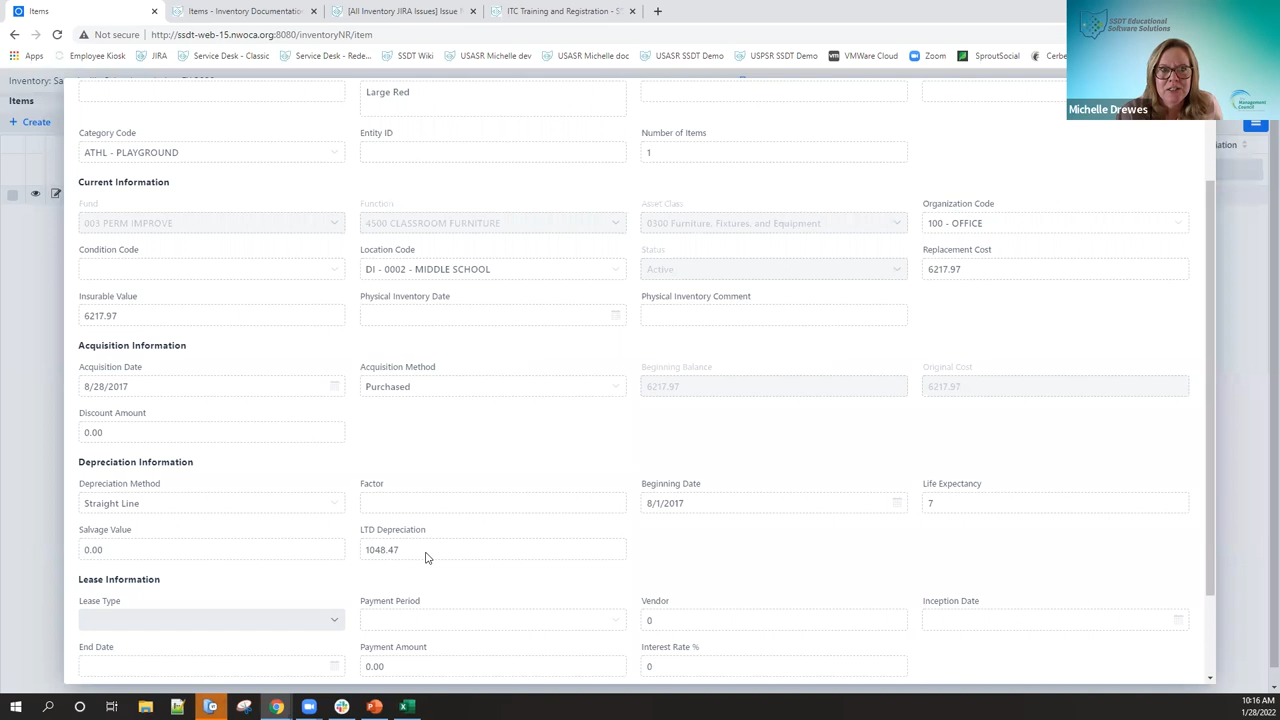 Items
Items - Inventory Documentatio
[All Inventory JIRA Issues] Issue
ITC Training and Registration - SS
Not secure
http://ssdt-web-15.nwoca.org:8080/inventoryNR/item
Apps
Employee Kiosk
JIRA
Service Desk - Classic
Service Desk - Rede...
SSDT Wiki
USASR Michelle dev
USASR Michelle doc
USASR SSDT Demo
USPSR SSDT Demo
VMWare Cloud
Zoom
SproutSocial
Cerbe
SSDT Educational
Software Solutions
Management
Council
Michelle Drewes
Inventory: Sa
Items
Create
iation
Large Red
Category Code
Entity ID
Number of Items
ATHL - PLAYGROUND
1
Current Information
Fund
Function
Asset Class
Organization Code
003 PERM IMPROVE
4500 CLASSROOM FURNITURE
0300 Furniture, Fixtures, and Equipment
100 - OFFICE
Condition Code
Location Code
Status
Replacement Cost
DI - 0002 - MIDDLE SCHOOL
Active
6217.97
Insurable Value
Physical Inventory Date
Physical Inventory Comment
6217.97
Acquisition Information
Acquisition Date
Acquisition Method
Beginning Balance
Original Cost
8/28/2017
Purchased
6217.97
6217.97
Discount Amount
0.00
Depreciation Information
Depreciation Method
Factor
Beginning Date
Life Expectancy
Straight Line
8/1/2017
7
Salvage Value
LTD Depreciation
0.00
1048.47
Lease Information
Lease Type
Payment Period
Vendor
Inception Date
0
End Date
Payment Amount
Interest Rate %
0.00
0
10:16 AM
1/28/2022